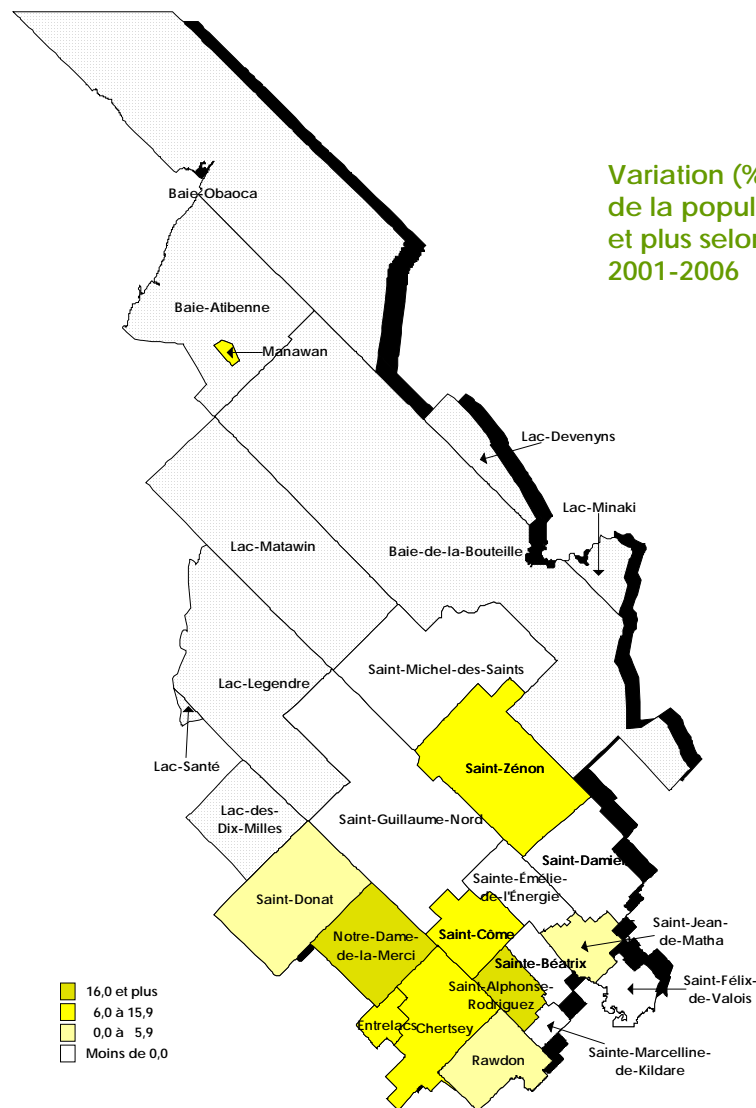 Variation (%
de la popul
et plus selon
2001-2006
Baie-Obaoca
Baie-Atibenne
Manawan
Lac-Devenyns
Lac-Minaki
Lac-Matawin
Baie-de-la-Bouteille
Saint-Michel-des-Saints
Lac-Legendre
Lac-Santé
Saint-Zénon
Lac-des-
Dix-Milles
Saint-Guillaume-Nord
Saint-Damien
Sainte-Émélie-
de-l'Énergie
Saint-Donat
Saint-Jean-
de-Matha
Notre-Dame-
de-la-Merci
Saint-Côme
Sainte-Béatrix
Saint-Félix-
de-Valois
Saint-Alphonse-
Rodriguez
Entrelacs
Chertsey
Sainte-Marcelline-
de-Kildare
Rawdon
16,0 et plus
6,0 à 15,9
0,0 à 5,9
Moins de 0,0